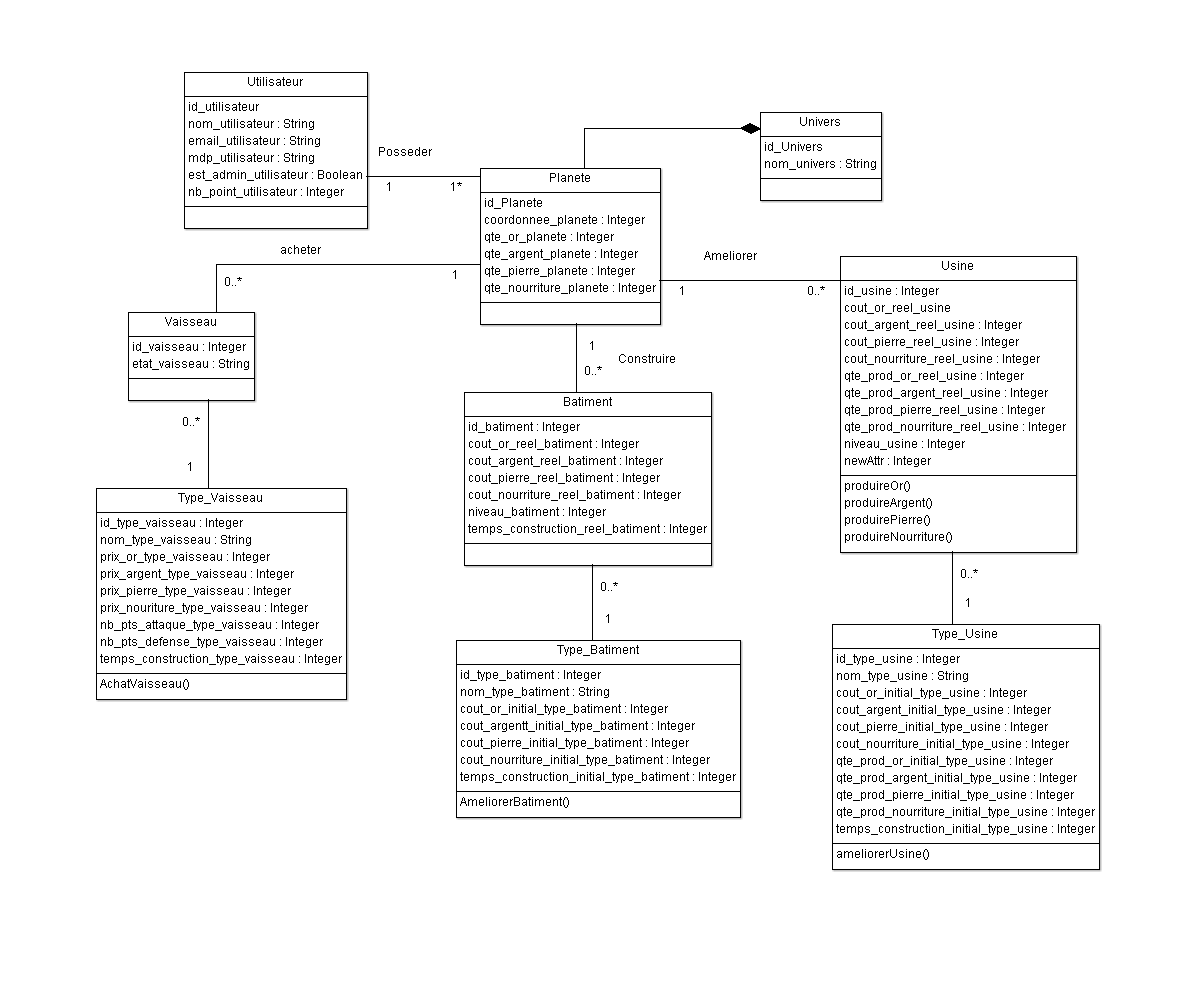 Utilisateur
id_utilisateur
nom_utilisateur : String
email_utilisateur : String
mdp_utilisateur : String
est_admin_utilisateur : Boolean
nb_point_utilisateur : Integer
Univers
id_Univers
nom_univers : String
Posseder
1
1*
Planete
id_Planete
coordonnee_planete : Integer
qte_or_planete : Integer
qte_argent_planete : Integer
qte_pierre_planete : Integer
qte_nourriture_planete : Integer
acheter
0..*
1
Ameliorer
1
0..*
Usine
id_usine : Integer
cout_or_reel_usine
cout_argent_reel_usine : Integer
cout_pierre_reel_usine : Integer
cout_nourriture_reel_usine : Integer
qte_prod_or_reel_usine : Integer
qte_prod_argent_reel_usine : Integer
qte_prod_pierre_reel_usine : Integer
qte_prod_nourriture_reel_usine : Integer
niveau_usine : Integer
newAttr : Integer
produireOr()
produireArgent()
produirePierre()
produireNourriture()
Vaisseau
id_vaisseau : Integer
etat_vaisseau : String
1
Construire
0..*
Batiment
id_batiment : Integer
cout_or_reel_batiment : Integer
cout_argent_reel_batiment : Integer
cout_pierre_reel_batiment : Integer
cout_nourriture_reel_batiment : Integer
niveau_batiment : Integer
temps_construction_reel_batiment : Integer
0..*
1
Type_Vaisseau
id_type_vaisseau : Integer
nom_type_vaisseau : String
prix_or_type_vaisseau : Integer
prix_argent_type_vaisseau : Integer
prix_pierre_type_vaisseau : Integer
prix_nouriture_type_vaisseau : Integer
nb_pts_attaque_type_vaisseau : Integer
nb_pts_defense_type_vaisseau : Integer
temps_construction_type_vaisseau : Integer
AchatVaisseau()
0..*
1
Type_Batiment
id_type_batiment : Integer
nom_type_batiment : String
cout_or_initial_type_batiment : Integer
cout_argentt_initial_type_batiment : Integer
cout_pierre_initial_type_batiment : Integer
cout_nourriture_initial_type_batiment : Integer
temps_construction_initial_type_batiment : Integer
AmeliorerBatiment()
0..*
1
Type_Usine
id_type_usine : Integer
nom_type_usine : String
cout_or_initial_type_usine : Integer
cout_argent_initial_type_usine : Integer
cout_pierre_initial_type_usine : Integer
cout_nourriture_initial_type_usine : Integer
qte_prod_or_initial_type_usine : Integer
qte_prod_argent_initial_type_usine : Integer
qte_prod_pierre_initial_type_usine : Integer
qte_prod_nourriture_initial_type_usine : Integer
temps_construction_initial_type_usine : Integer
ameliorerUsine()